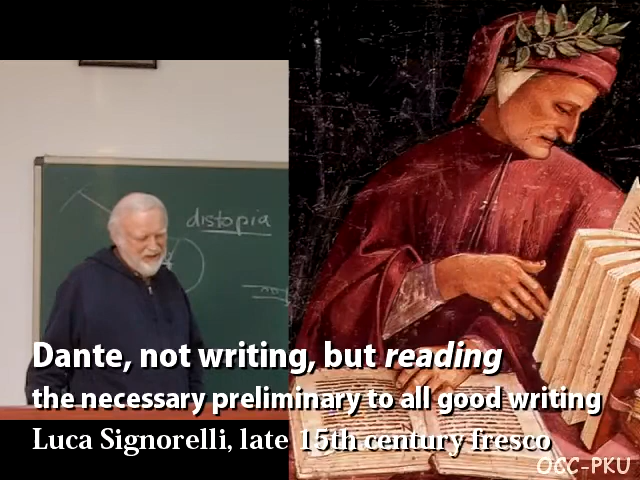 distopia
Dante, not writing, but reading
the necessary preliminary to all good writing
Luca Signorelli, late 15th century fresco
OCC-PKU